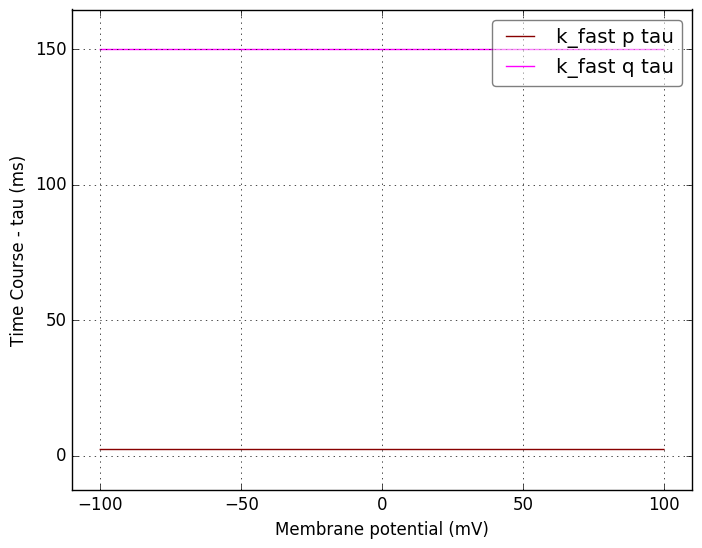 k_fast p tau
k_fast q tau
150
100
50
0
Time Course - tau (ms)
−100
−50
0
50
100
Membrane potential (mV)